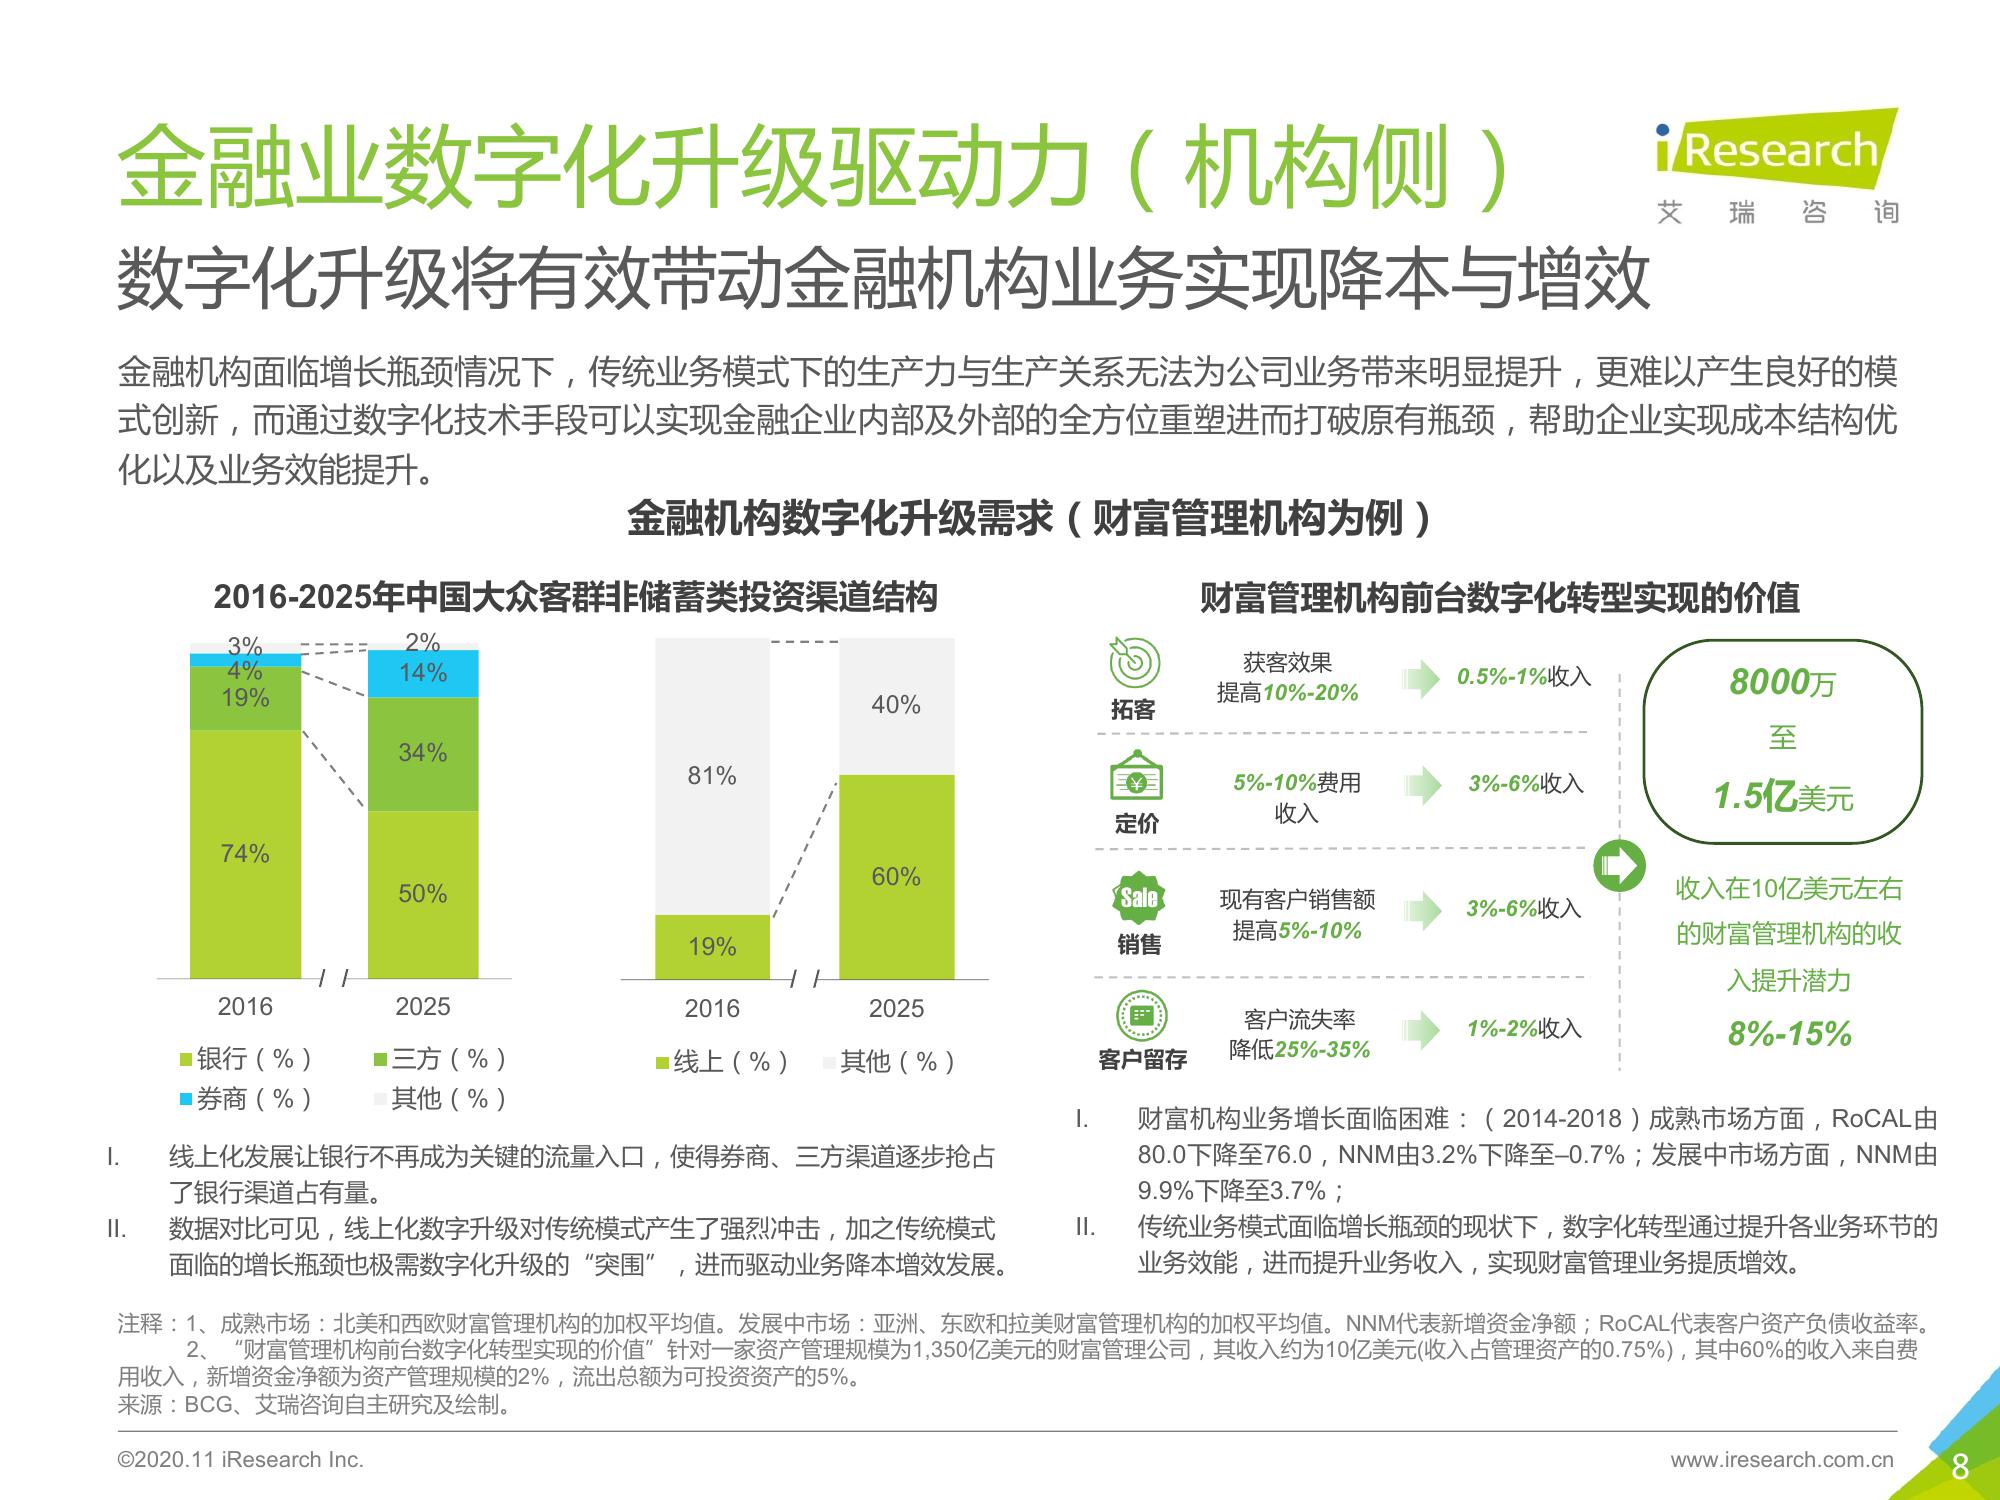 金融业数字化升级驱动力（机构侧）
iResearch
艾 瑞 咨 询
数字化升级将有效带动金融机构业务实现降本与增效
金融机构面临增长瓶颈情况下，传统业务模式下的生产力与生产关系无法为公司业务带来明显提升，更难以产生良好的模
式创新，而通过数字化技术手段可以实现金融企业内部及外部的全方位重塑进而打破原有瓶颈，帮助企业实现成本结构优
化以及业务效能提升。
金融机构数字化升级需求（财富管理机构为例）
2016-2025年中国大众客群非储蓄类投资渠道结构
3%
4%
19%
74%
2%
14%
34%
50%
2016
2025
银行（%）
三方（%）
券商（%）
其他（%）
81%
19%
40%
60%
2016
2025
线上（%）
其他（%）
I. 线上化发展让银行不再成为关键的流量入口，使得券商、三方渠道逐步抢占
了银行渠道占有量。
II. 数据对比可见，线上化数字升级对传统模式产生了强烈冲击，加之传统模式
面临的增长瓶颈也极需数字化升级的“突围”，进而驱动业务降本增效发展。
财富管理机构前台数字化转型实现的价值
拓客
获客效果
提高10%-20%
0.5%-1%收入
定价
5%-10%费用
收入
3%-6%收入
Sale
销售
现有客户销售额
提高5%-10%
3%-6%收入
客户留存
客户流失率
降低25%-35%
1%-2%收入
8000万
至
1.5亿美元
收入在10亿美元左右
的财富管理机构的收
入提升潜力
8%-15%
I. 财富机构业务增长面临困难：（2014-2018）成熟市场方面，RoCAL由
80.0下降至76.0，NNM由3.2%下降至–0.7%；发展中市场方面，NNM由
9.9%下降至3.7%；
II. 传统业务模式面临增长瓶颈的现状下，数字化转型通过提升各业务环节的
业务效能，进而提升业务收入，实现财富管理业务提质增效。
注释：1、成熟市场：北美和西欧财富管理机构的加权平均值。发展中市场：亚洲、东欧和拉美财富管理机构的加权平均值。NNM代表新增资金净额；RoCAL代表客户资产负债收益率。
2、“财富管理机构前台数字化转型实现的价值”针对一家资产管理规模为1,350亿美元的财富管理公司，其收入约为10亿美元(收入占管理资产的0.75%)，其中60%的收入来自费
用收入，新增资金净额为资产管理规模的2%，流出总额为可投资资产的5%。
来源：BCG、艾瑞咨询自主研究及绘制。
©2020.11 iResearch Inc.
www.iresearch.com.cn
8